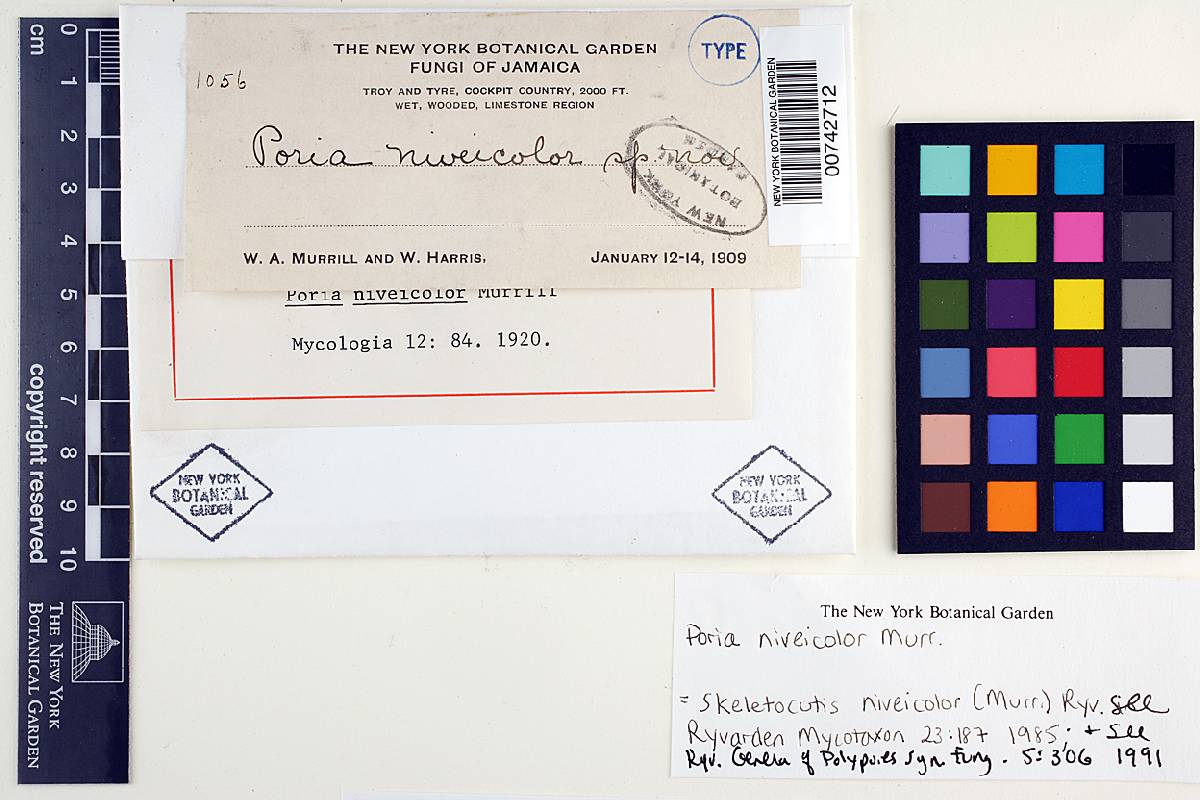 cm
0
1
2
3
4
5
6
7
8
9
10
copyright reserved
THE NEW YORK
BOTANICAL GARDEN
THE NEW YORK BOTANICAL GARDEN
FUNGI OF JAMAICA
1056
TROY AND TYRE, COCKPIT COUNTRY, 2000 FT.
WET, WOODED, LIMESTONE REGION
Poria niveicolor sp. nov.
W. A. MURRILL AND W. HARRIS,
JANUARY 12-14, 1909
TYPE
NEW YORK
BOTANICAL
GARDEN
NEW YORK BOTANICAL GARDEN
00742712
Poria niveicolor Murrill
Mycologia 12: 84. 1920.
NEW YORK
BOTANICAL
GARDEN
NEW YORK
BOTANICAL
GARDEN
The New York Botanical Garden
Poria niveicolor Murr.
= Skeletocutis niveicolor (Murr.) Ryv. see
Ryvarden Mycotaxon 23:187 1985; + see
Ryv. Genera of Polypores Syn. Fung. 5: 306 1991